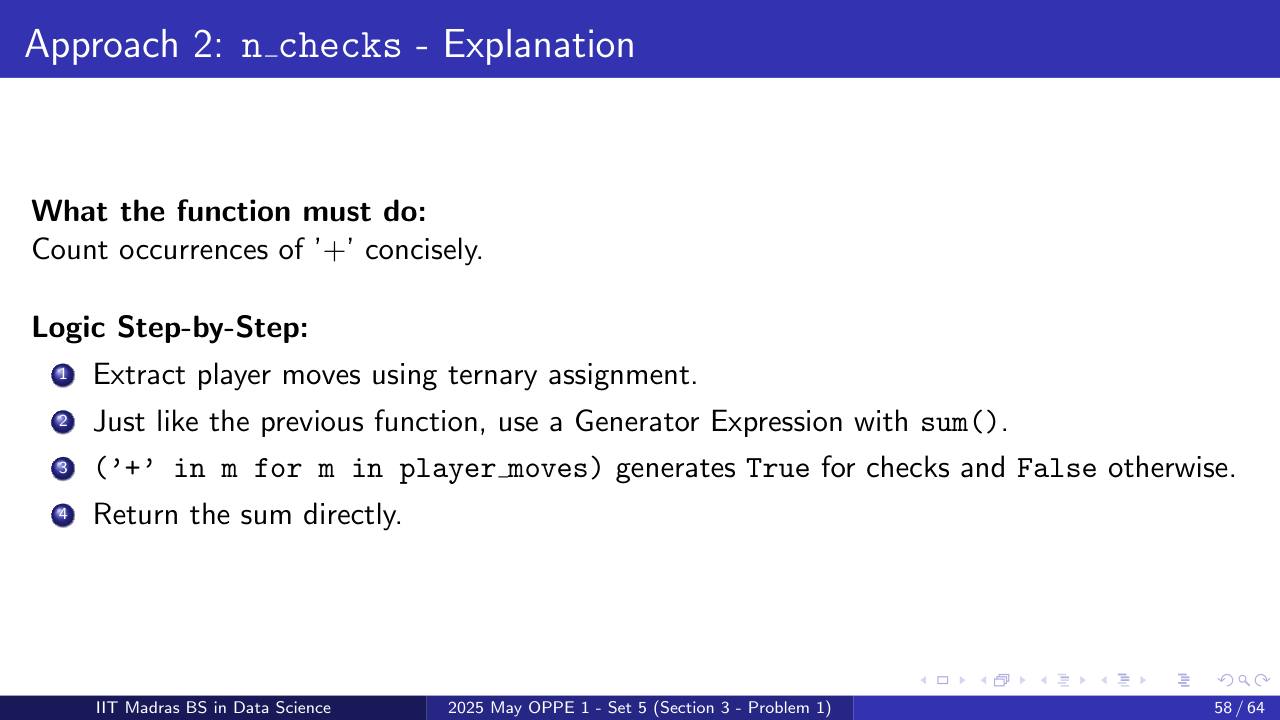 Approach 2: n_checks - Explanation
What the function must do:
Count occurrences of ’+’ concisely.
Logic Step-by-Step:
1 Extract player moves using ternary assignment.
2 Just like the previous function, use a Generator Expression with sum().
3 (’+’ in m for m in player_moves) generates True for checks and False otherwise.
4 Return the sum directly.
IIT Madras BS in Data Science
2025 May OPPE 1 - Set 5 (Section 3 - Problem 1)
58 / 64